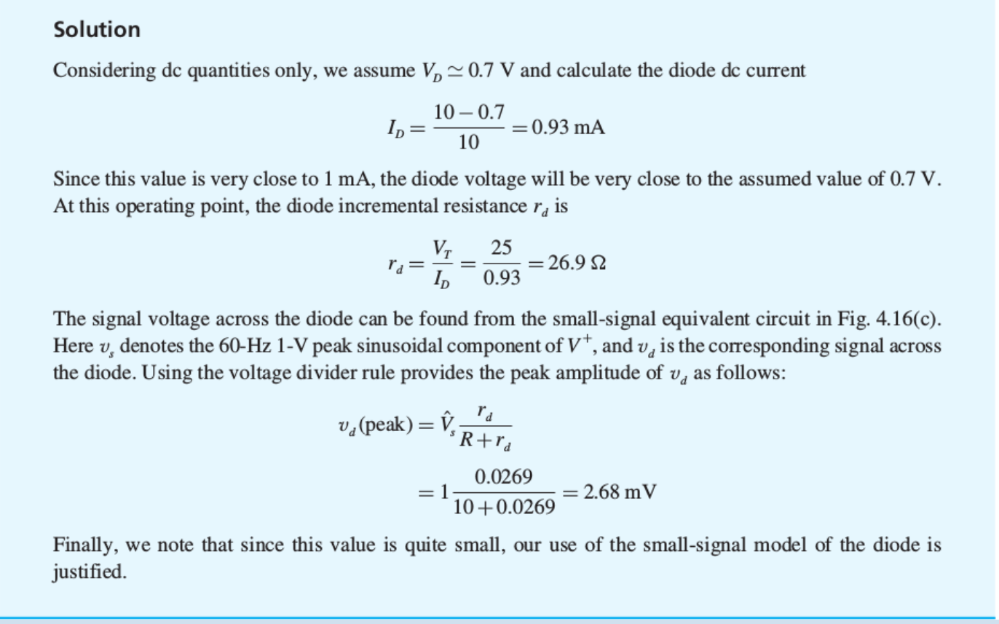 Solution
Considering dc quantities only, we assume V_D ≃ 0.7 V and calculate the diode dc current
I_D = \frac{10 − 0.7}{10} = 0.93 mA
Since this value is very close to 1 mA, the diode voltage will be very close to the assumed value of 0.7 V.
At this operating point, the diode incremental resistance r_d is
r_d = \frac{V_T}{I_D} = \frac{25}{0.93} = 26.9 Ω
The signal voltage across the diode can be found from the small-signal equivalent circuit in Fig. 4.16(c).
Here v_s denotes the 60-Hz 1-V peak sinusoidal component of V^+, and v_d is the corresponding signal across
the diode. Using the voltage divider rule provides the peak amplitude of v_d as follows:
v_d(peak) = \hat{V}_s \frac{r_d}{R + r_d}
= 1 \frac{0.0269}{10 + 0.0269} = 2.68 mV
Finally, we note that since this value is quite small, our use of the small-signal model of the diode is
justified.